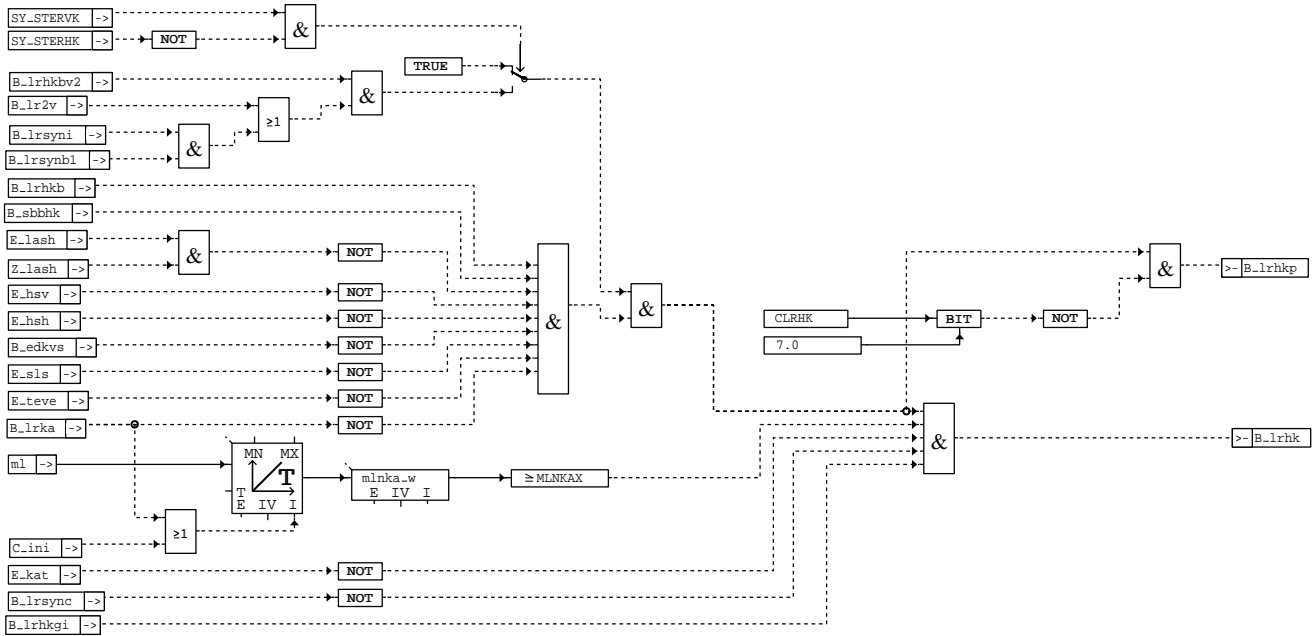 SY_STERVK ->
&
SY_STERHK -> NOT
TRUE
B_lrhkbv2 ->
&
B_lr2v ->
≥1
B_lrsyni ->
&
B_lrsynb1 ->
B_lrhkb ->
B_sbbhk ->
E_lash ->
& NOT
Z_lash ->
& >- B_lrhkp
E_hsv -> NOT
&
E_hsh -> NOT & CLRHK BIT NOT
B_edkvs -> NOT 7.0
E_sls -> NOT
E_teve -> NOT
B_lrka -> NOT
& >- B_lrhk
MN MX
ml ->
T mlnka_w ≥MLNKAX
T E IV I
E IV I
≥1
C_ini ->
E_kat -> NOT
B_lrsync -> NOT
B_lrhkgi ->